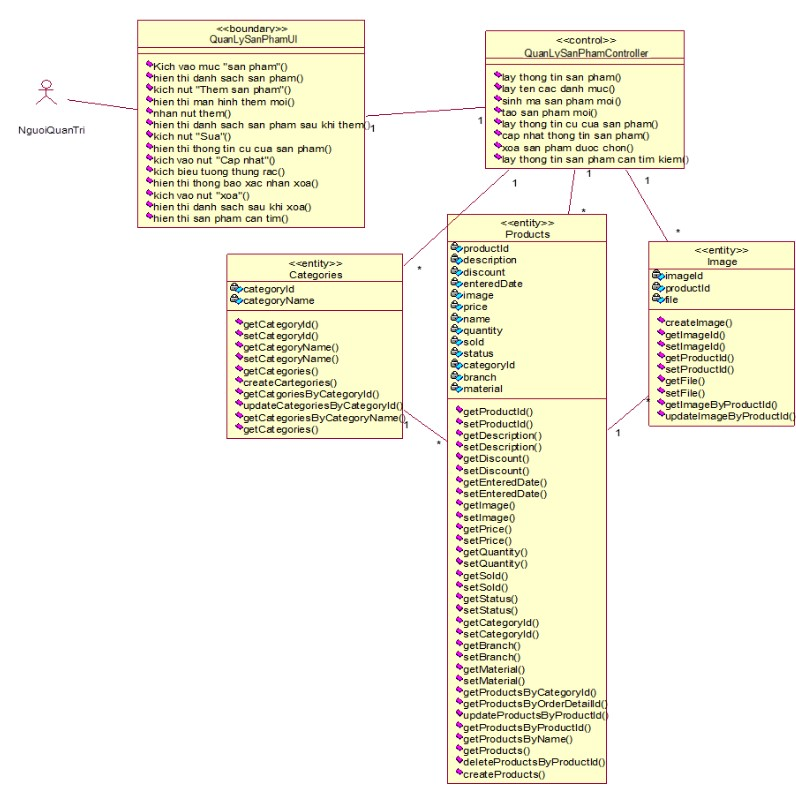 NguoiQuanTri
<<boundary>>
QuanLySanPhamUI
Kich vao muc "san pham"()
hien thi danh sach san pham()
kich nut "Them san pham"()
hien thi man hinh them moi()
nhan nut them()
hien thi danh sach san pham sau khi them()
kich nut "Sua"()
hien thi thong tin cu cua san pham()
kich vao nut "Cap nhat"()
kich bieu tuong thung rac()
hien thi thong bao xac nhan xoa()
kich vao nut "xoa"()
hien thi danh sach sau khi xoa()
hien thi san pham can tim()
1
1
<<control>>
QuanLySanPhamController
lay thong tin san pham()
lay ten cac danh muc()
sinh ma san pham moi()
tao san pham moi()
lay thong tin cu cua san pham()
cap nhat thong tin san pham()
xoa san pham duoc chon()
lay thong tin san pham can tim kiem()
1
1
1
*
*
*
<<entity>>
Categories
categoryId
categoryName
getCategoryId()
setCategoryId()
getCategoryName()
setCategoryName()
getCategories()
createCartegories()
getCatgoriesByCategoryId()
updateCategoriesByCategoryId()
getCategoriesByCategoryName()
getCategories()
1
*
<<entity>>
Products
productId
description
discount
enteredDate
image
price
name
quantity
sold
status
categoryId
branch
material
getProductId()
setProductId()
getDescription()
setDescription()
getDiscount()
setDiscount()
getEnteredDate()
setEnteredDate()
getImage()
setImage()
getPrice()
setPrice()
getQuantity()
setQuantity()
getSold()
setSold()
getStatus()
setStatus()
getCategoryId()
setCategoryId()
getBranch()
setBranch()
getMaterial()
setMaterial()
getProductsByCategoryId()
getProductsByOrderDetailId()
updateProductsByProductId()
getProductsByProductId()
getProductsByName()
getProducts()
deleteProductsByProductId()
createProducts()
1
*
<<entity>>
Image
imageId
productId
file
createImage()
getImageId()
setImageId()
getProductId()
setProductId()
getFile()
setFile()
getImageByProductId()
updateImageByProductId()